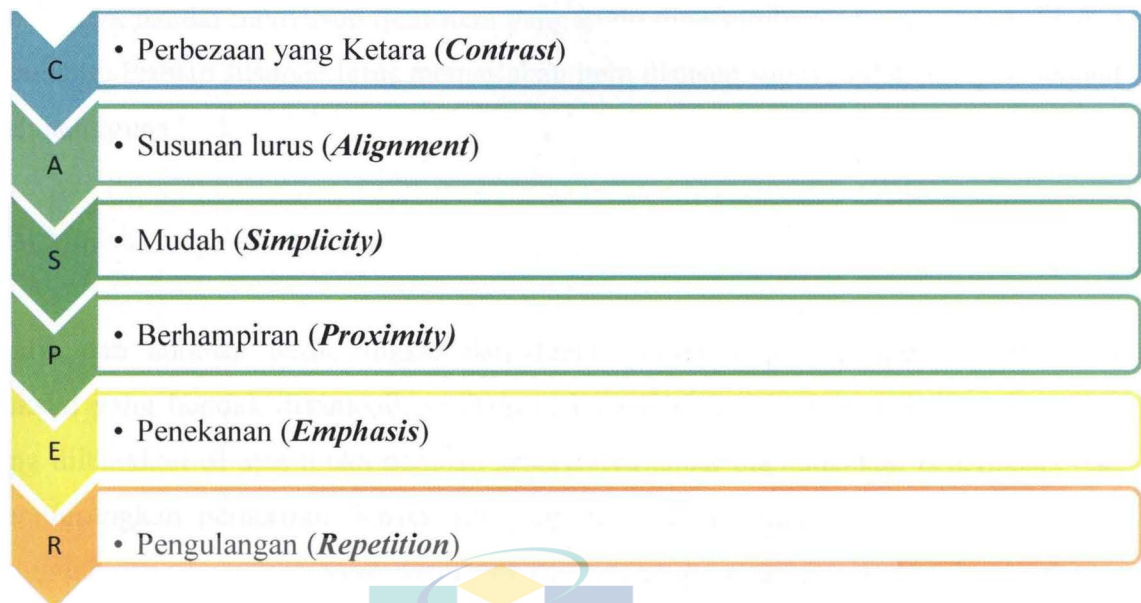 C • Perbezaan yang Ketara (Contrast)
A • Susunan lurus (Alignment)
S • Mudah (Simplicity)
P • Berhampiran (Proximity)
E • Penekanan (Emphasis)
R • Pengulangan (Repetition)